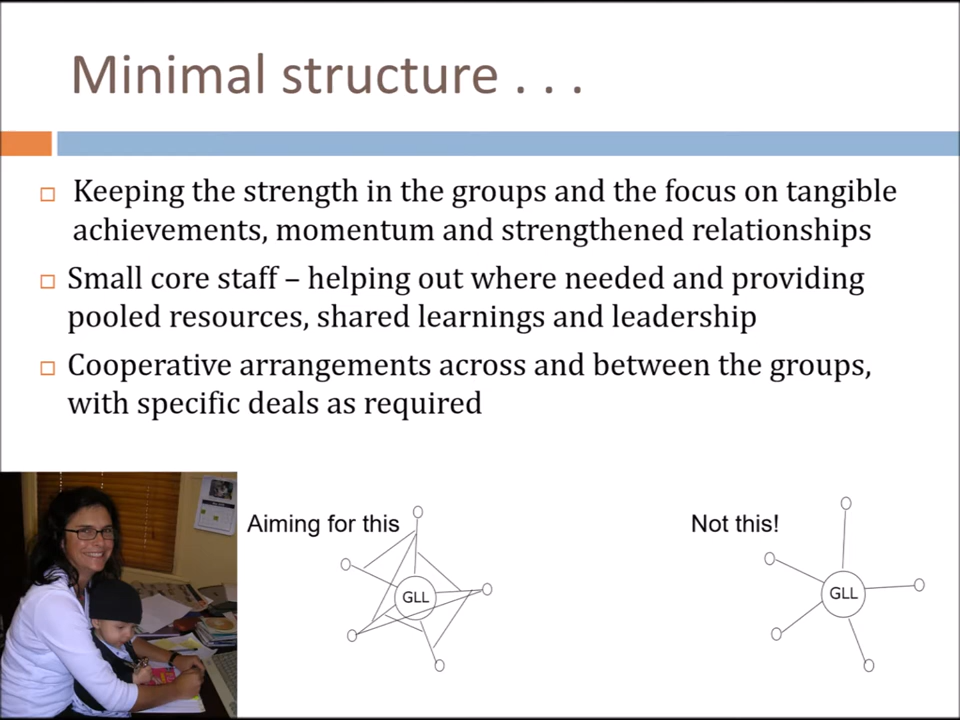 Minimal structure . . .
Keeping the strength in the groups and the focus on tangible
achievements, momentum and strengthened relationships
Small core staff – helping out where needed and providing
pooled resources, shared learnings and leadership
Cooperative arrangements across and between the groups,
with specific deals as required
Aiming for this
GLL
Not this!
GLL